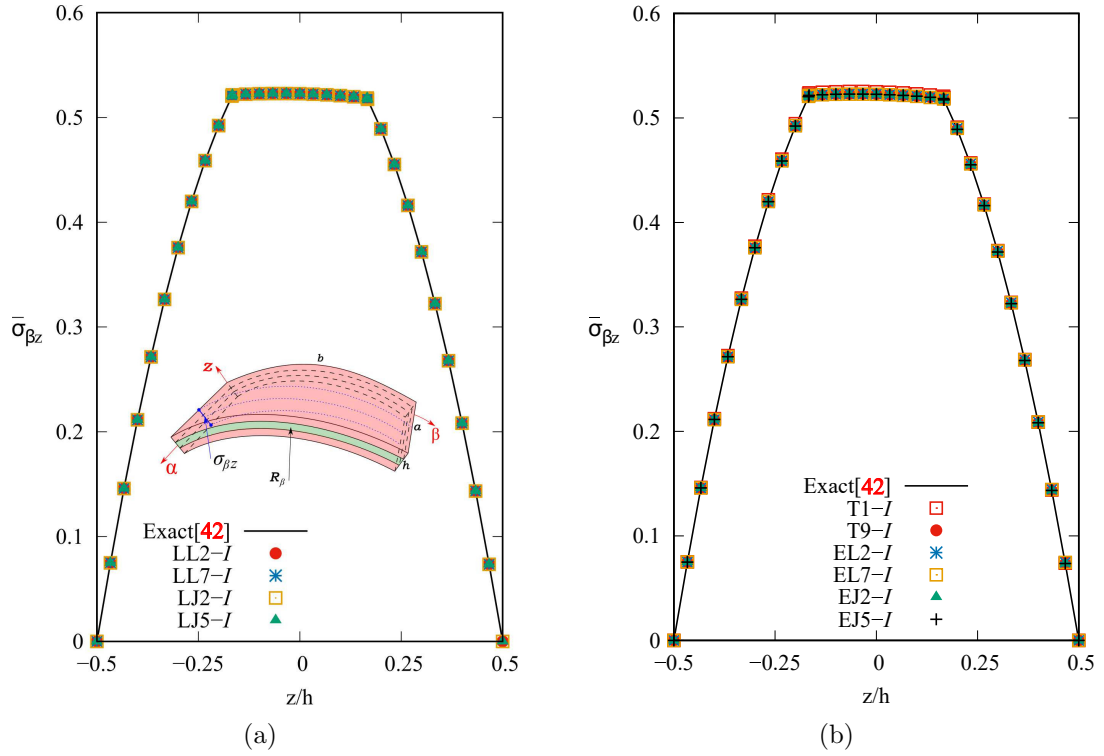 0.6
0.5
0.4
0.3
0.2
0.1
0
σ̄βz
−0.5
−0.25
0
0.25
0.5
z/h
z
b
a
β
h
α
σβz
Rβ
Exact[42]
LL2−I
LL7−I
LJ2−I
LJ5−I
(a)
0.6
0.5
0.4
0.3
0.2
0.1
0
σ̄βz
−0.5
−0.25
0
0.25
0.5
z/h
Exact[42]
T1−I
T9−I
EL2−I
EL7−I
EJ2−I
EJ5−I
(b)